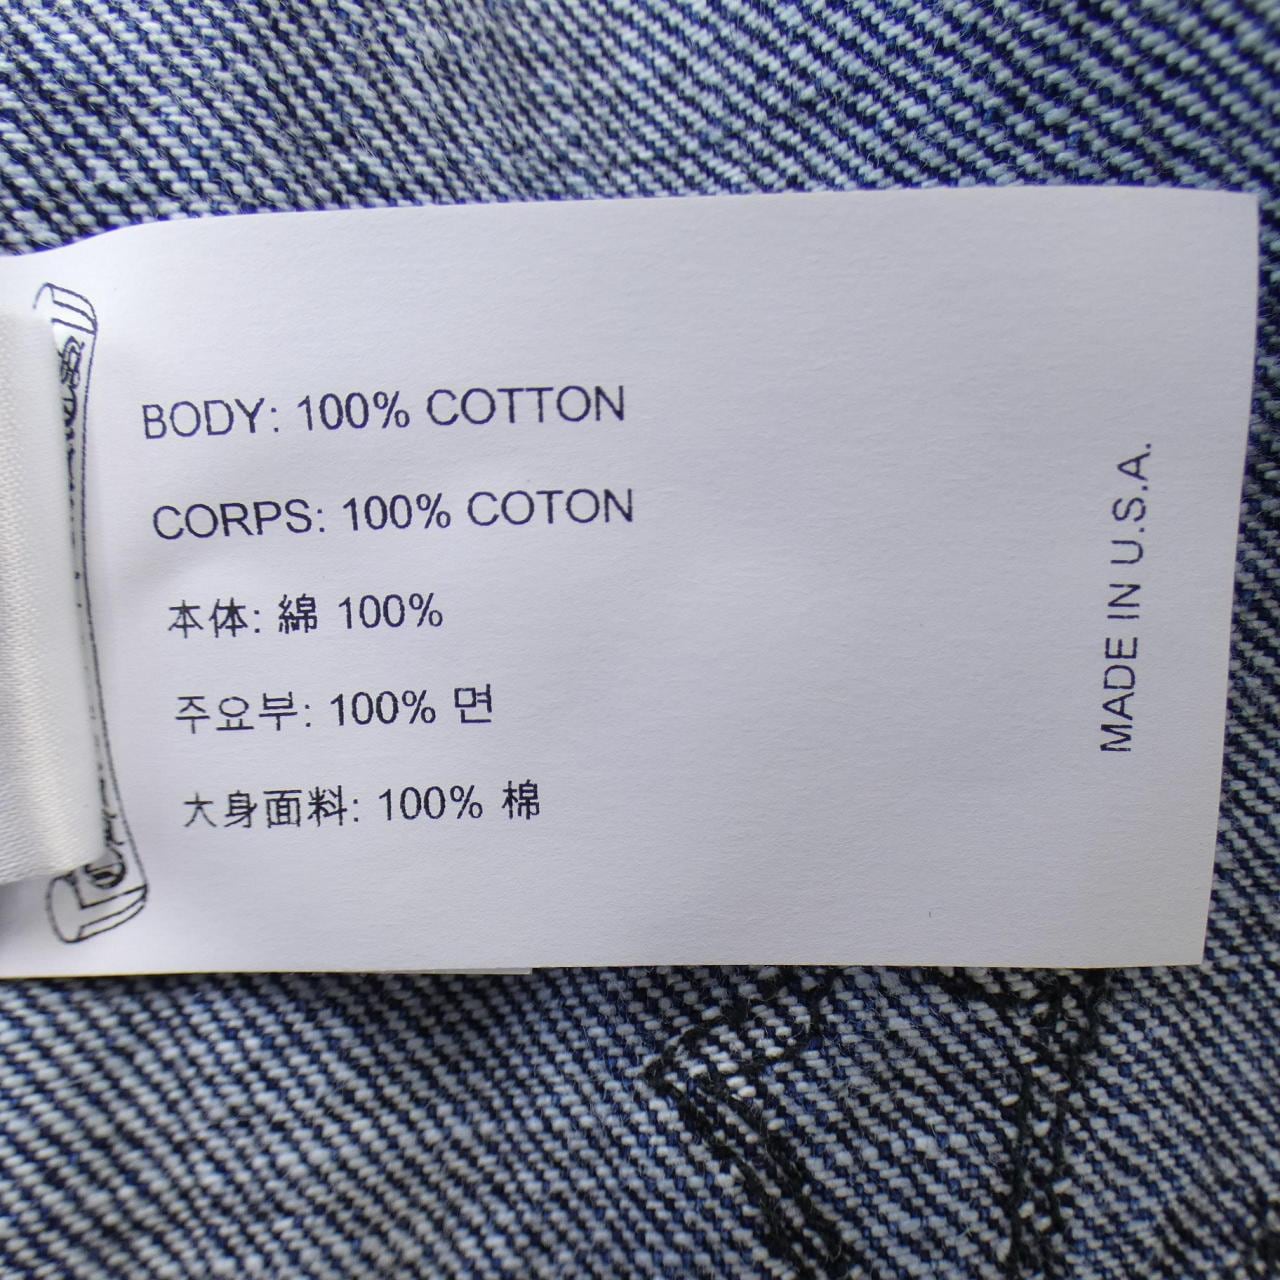 BODY: 100% COTTON
CORPS: 100% COTON
本体: 綿 100%
주요부: 100% 면
大身面料: 100% 棉
MADE IN U.S.A.